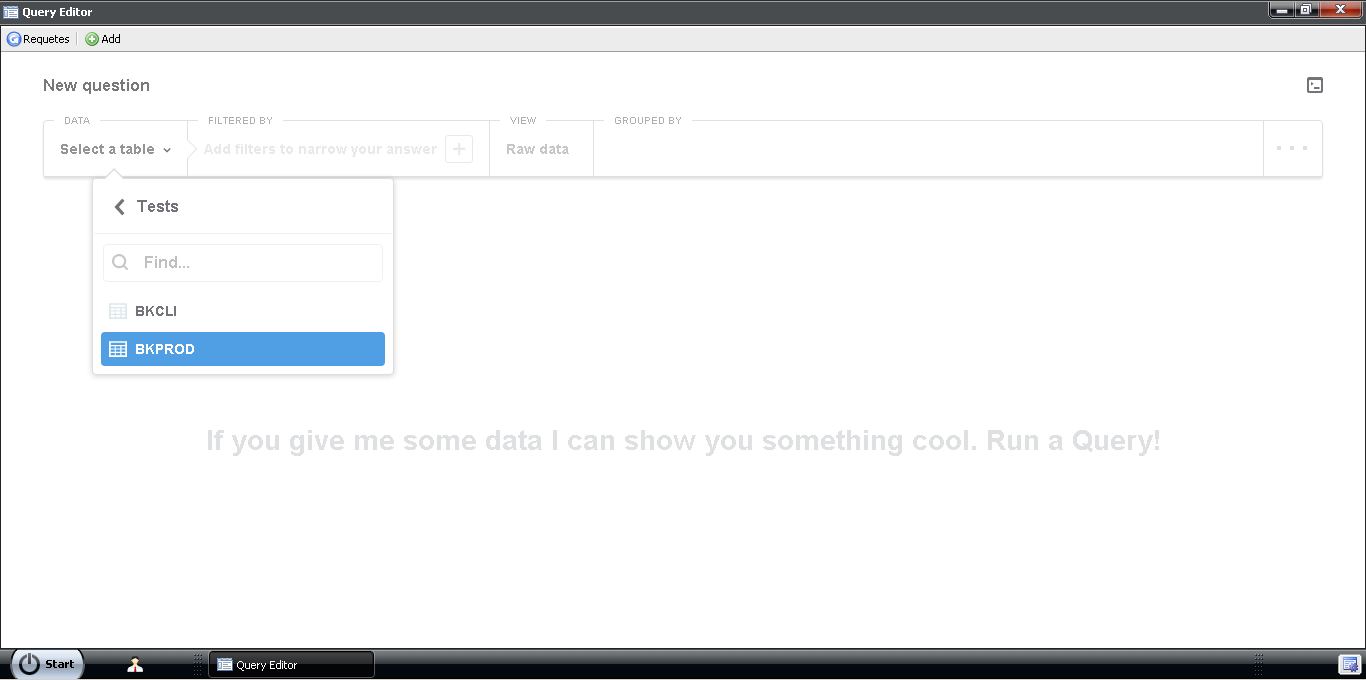 Query Editor
Requetes Add
New question
DATA FILTERED BY VIEW GROUPED BY
Select a table Add filters to narrow your answer Raw data
Tests
Find...
BKCLI
BKPROD
If you give me some data I can show you something cool. Run a Query!
Start Query Editor